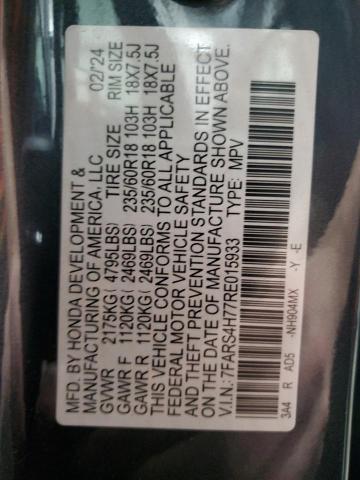 MFD. BY HONDA DEVELOPMENT & 02/'24
MANUFACTURING OF AMERICA, LLC
GVWR 2175KG( 4795LBS) TIRE SIZE RIM SIZE
GAWR F 1120KG( 2469LBS) 235/60R18 103H 18X7.5J
GAWR R 1120KG( 2469LBS) 235/60R18 103H 18X7.5J
THIS VEHICLE CONFORMS TO ALL APPLICABLE
FEDERAL MOTOR VEHICLE SAFETY
AND THEFT PREVENTION STANDARDS IN EFFECT
ON THE DATE OF MANUFACTURE SHOWN ABOVE.
V.I.N.: 7FARS4H77RE015933 TYPE: MPV
3A4 R AD5 -NH904MX -Y -E